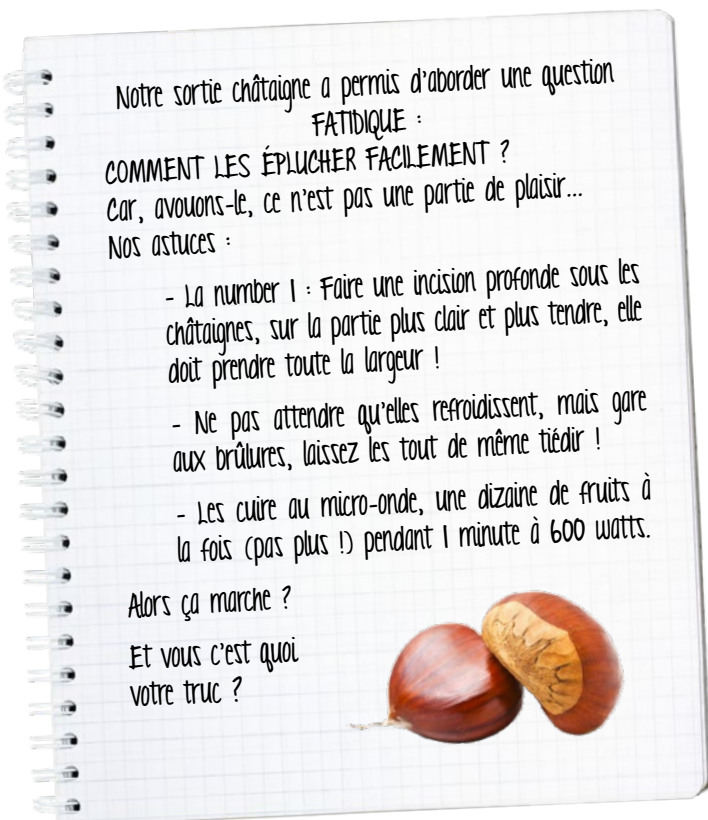 Notre sortie châtaigne a permis d'aborder une question
FATIDIQUE :
COMMENT LES ÉPLUCHER FACILEMENT ?
Car, avouons-le, ce n'est pas une partie de plaisir...
Nos astuces :
- La number 1 : Faire une incision profonde sous les
châtaignes, sur la partie plus clair et plus tendre, elle
doit prendre toute la largeur !
- Ne pas attendre qu'elles refroidissent, mais gare
aux brûlures, laissez les tout de même tiédir !
- Les cuire au micro-onde, une dizaine de fruits à
la fois (pas plus !) pendant 1 minute à 600 watts.
Alors ça marche ?
Et vous c'est quoi
votre truc ?